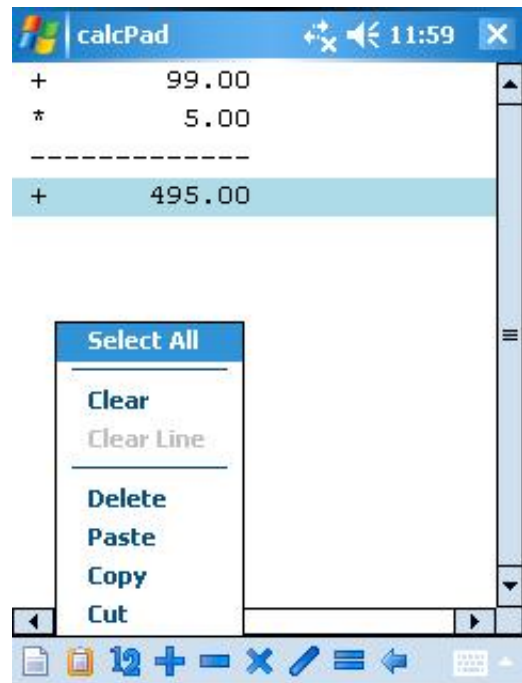 calcPad 11:59
+ 99.00
* 5.00
-------------
+ 495.00
Select All
Clear
Clear Line
Delete
Paste
Copy
Cut
12